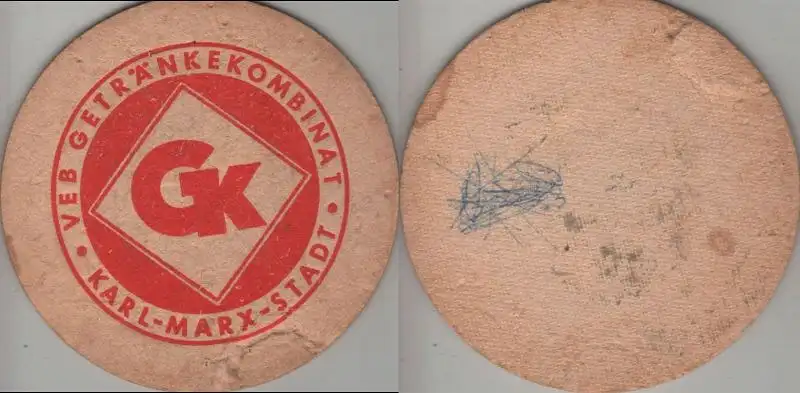 VEB GETRÄNKEKOMBINAT
GK
KARL-MARX-STADT